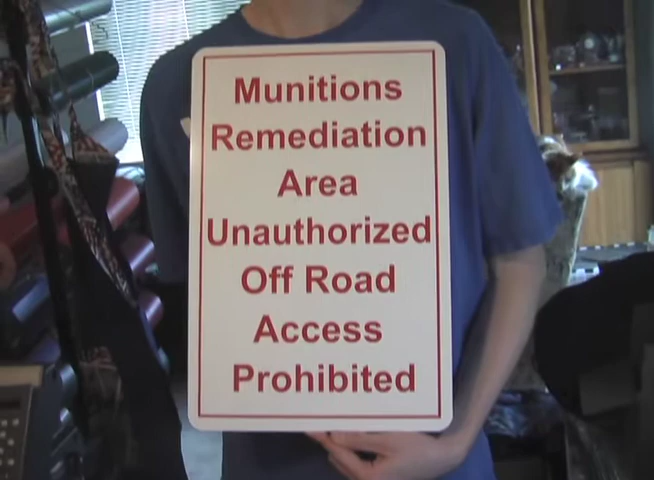 Munitions
Remediation
Area
Unauthorized
Off Road
Access
Prohibited